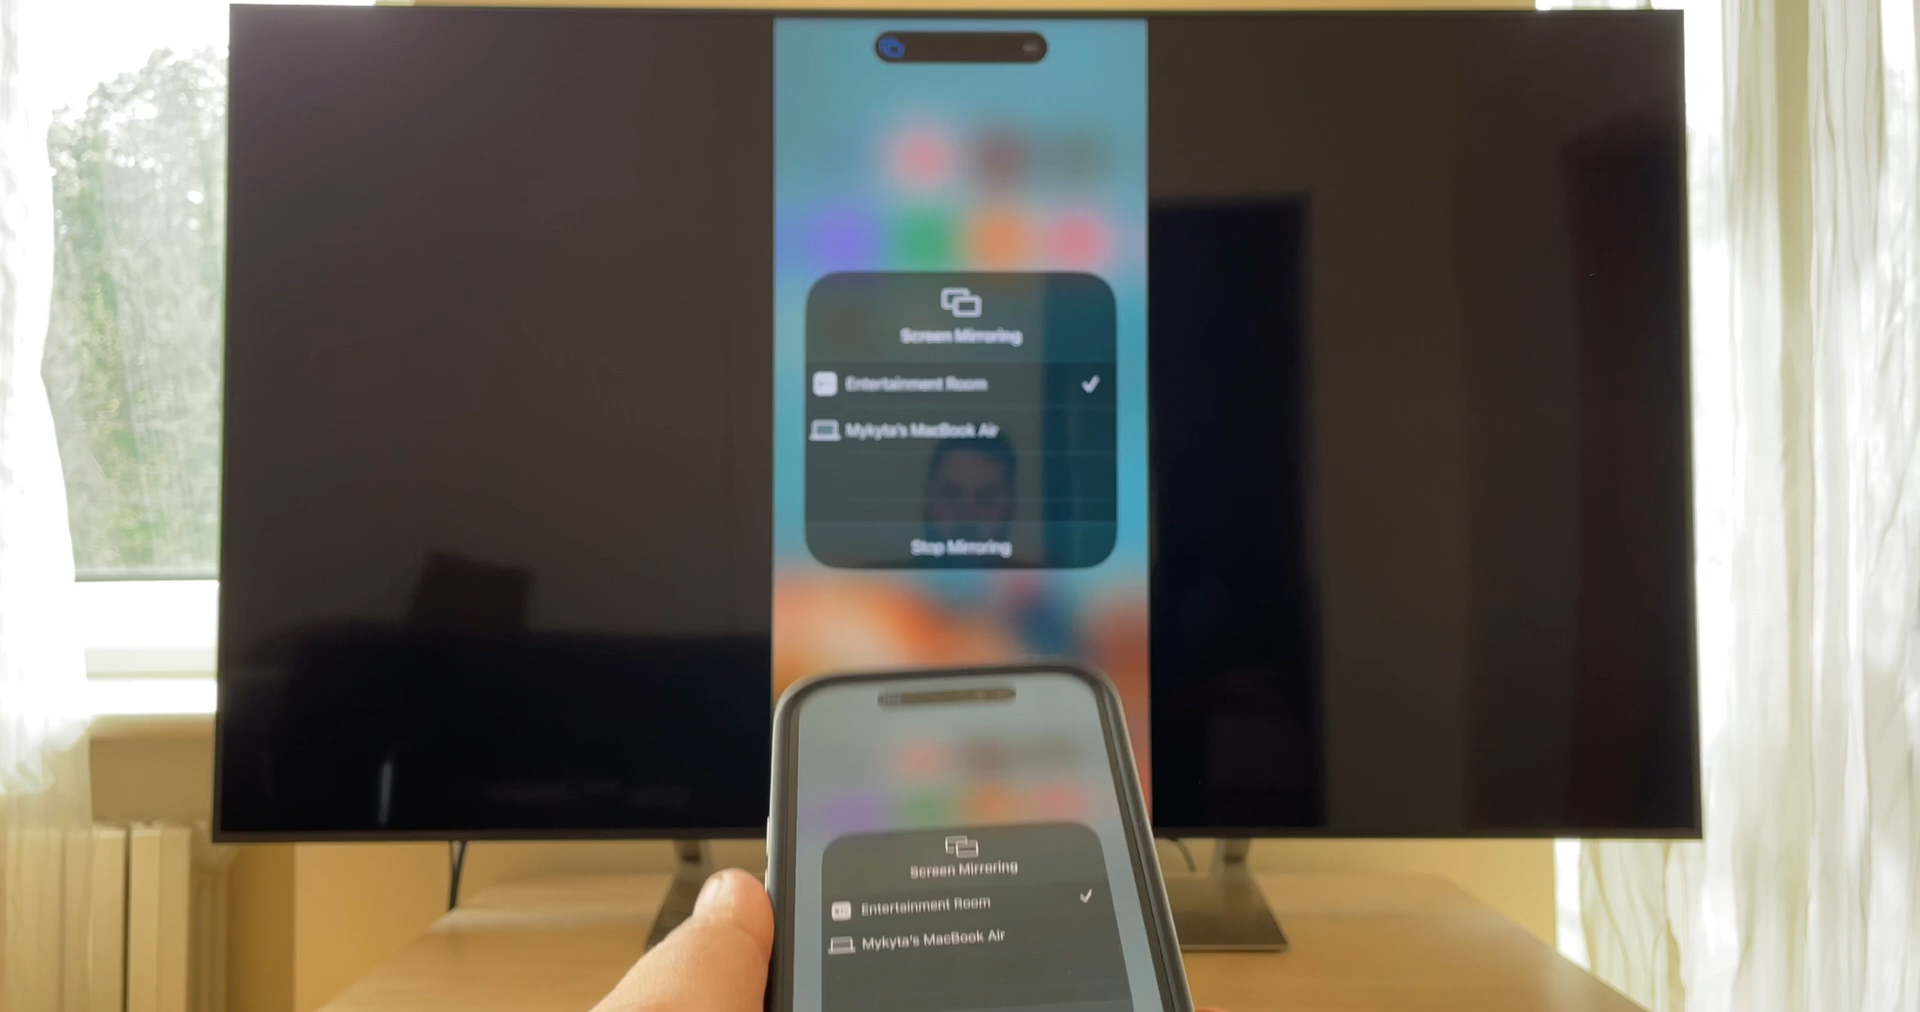 Screen Mirroring
Entertainment Room
Mykyta's MacBook Air
Stop Mirroring
Screen Mirroring
Entertainment Room
Mykyta's MacBook Air